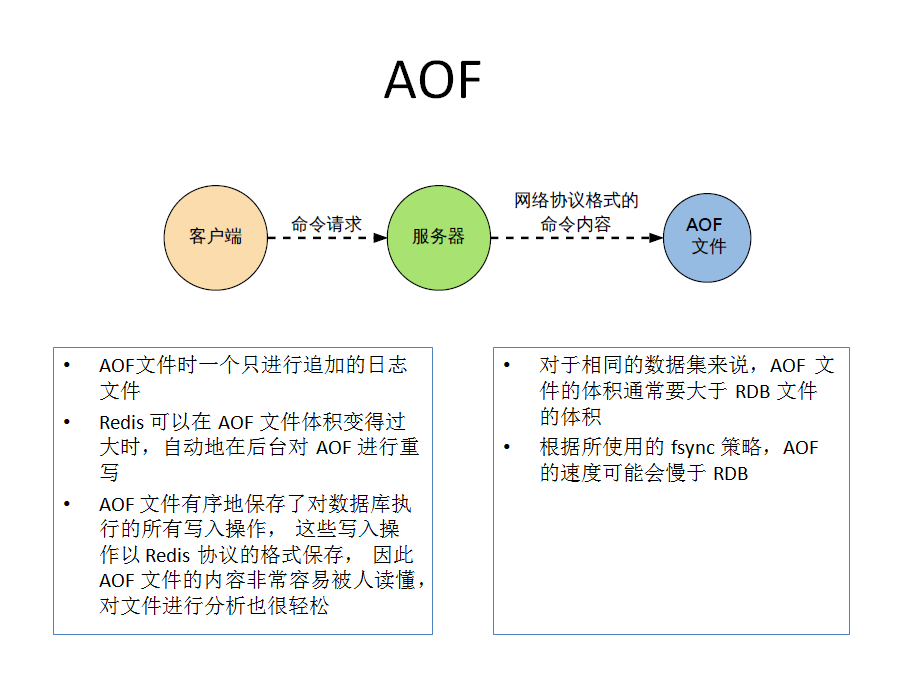 AOF
客户端
命令请求
服务器
网络协议格式的
命令内容
AOF
文件
• AOF文件时一个只进行追加的日志
文件
• Redis 可以在 AOF 文件体积变得过
大时，自动地在后台对 AOF 进行重
写
• AOF 文件有序地保存了对数据库执
行的所有写入操作， 这些写入操
作以 Redis 协议的格式保存， 因此
AOF 文件的内容非常容易被人读懂，
对文件进行分析也很轻松
• 对于相同的数据集来说，AOF 文
件的体积通常要大于 RDB 文件
的体积
• 根据所使用的 fsync 策略，AOF
的速度可能会慢于 RDB